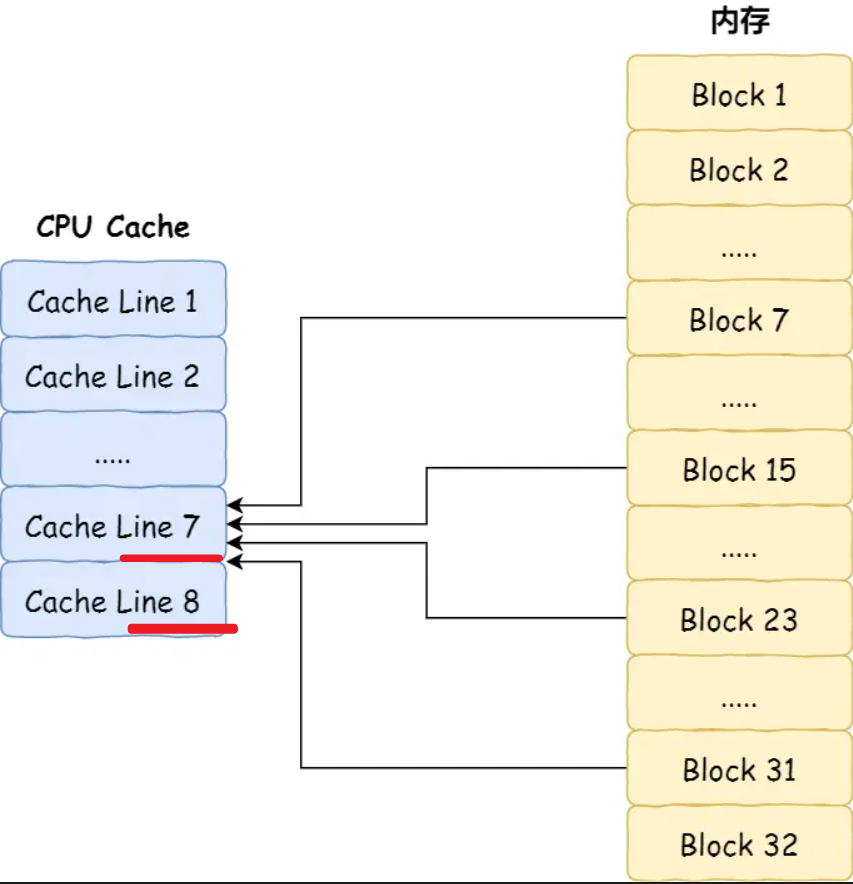 CPU Cache
Cache Line 1
Cache Line 2
.....
Cache Line 7
Cache Line 8
内存
Block 1
Block 2
.....
Block 7
.....
Block 15
.....
Block 23
.....
Block 31
Block 32